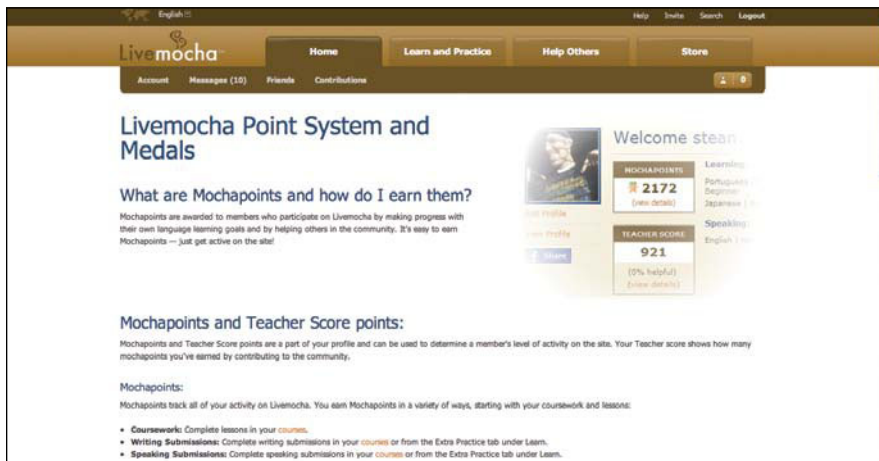 English
Help Invite Search Logout
Livemocha
Home Learn and Practice Help Others Store
Account Messages (10) Friends Contributions
0
Livemocha Point System and
Medals
What are Mochapoints and how do I earn them?
Mochapoints are awarded to members who participate on Livemocha by making progress with
their own language learning goals and by helping others in the community. It's easy to earn
Mochapoints — just get active on the site!
Welcome stean
MOCHAPOINTS
2172
(view details)
Learning
Portuguese
Beginner
Japanese
Speaking:
English
Profile
Profile
Share
TEACHER SCORE
921
(0% helpful)
(view details)
Mochapoints and Teacher Score points:
Mochapoints and Teacher Score points are a part of your profile and can be used to determine a member's level of activity on the site. Your Teacher score shows how many
mochapoints you've earned by contributing to the community.
Mochapoints:
Mochapoints track all of your activity on Livemocha. You earn Mochapoints in a variety of ways, starting with your coursework and lessons:
• Coursework: Complete lessons in your courses.
• Writing Submissions: Complete writing submissions in your courses or from the Extra Practice tab under Learn.
• Speaking Submissions: Complete speaking submissions in your courses or from the Extra Practice tab under Learn.